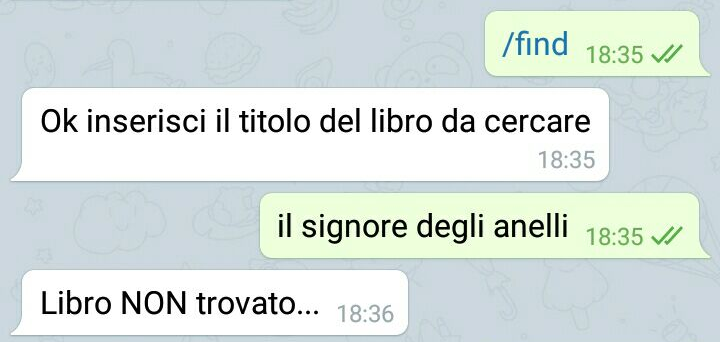 /find 18:35
Ok inserisci il titolo del libro da cercare
18:35
il signore degli anelli 18:35
Libro NON trovato... 18:36